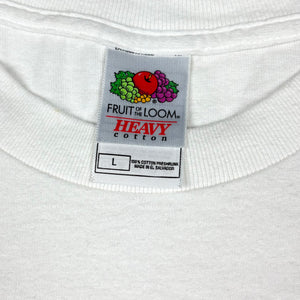 FRUIT OF THE LOOM®
HEAVY
cotton
L
100% COTTON PRESHRUNK
MADE IN EL SALVADOR